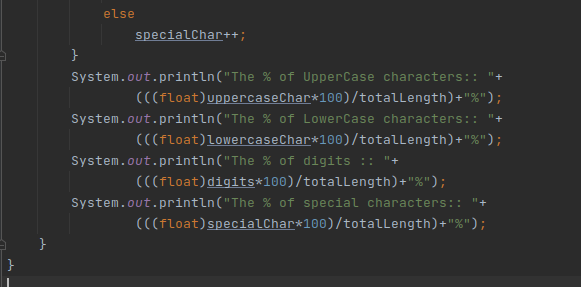 else
specialChar++;
}
System.out.println("The % of UpperCase characters:: "+
(((float)uppercaseChar*100)/totalLength)+"%");
System.out.println("The % of LowerCase characters:: "+
(((float)lowercaseChar*100)/totalLength)+"%");
System.out.println("The % of digits :: "+
(((float)digits*100)/totalLength)+"%");
System.out.println("The % of special characters:: "+
(((float)specialChar*100)/totalLength)+"%");
}
}